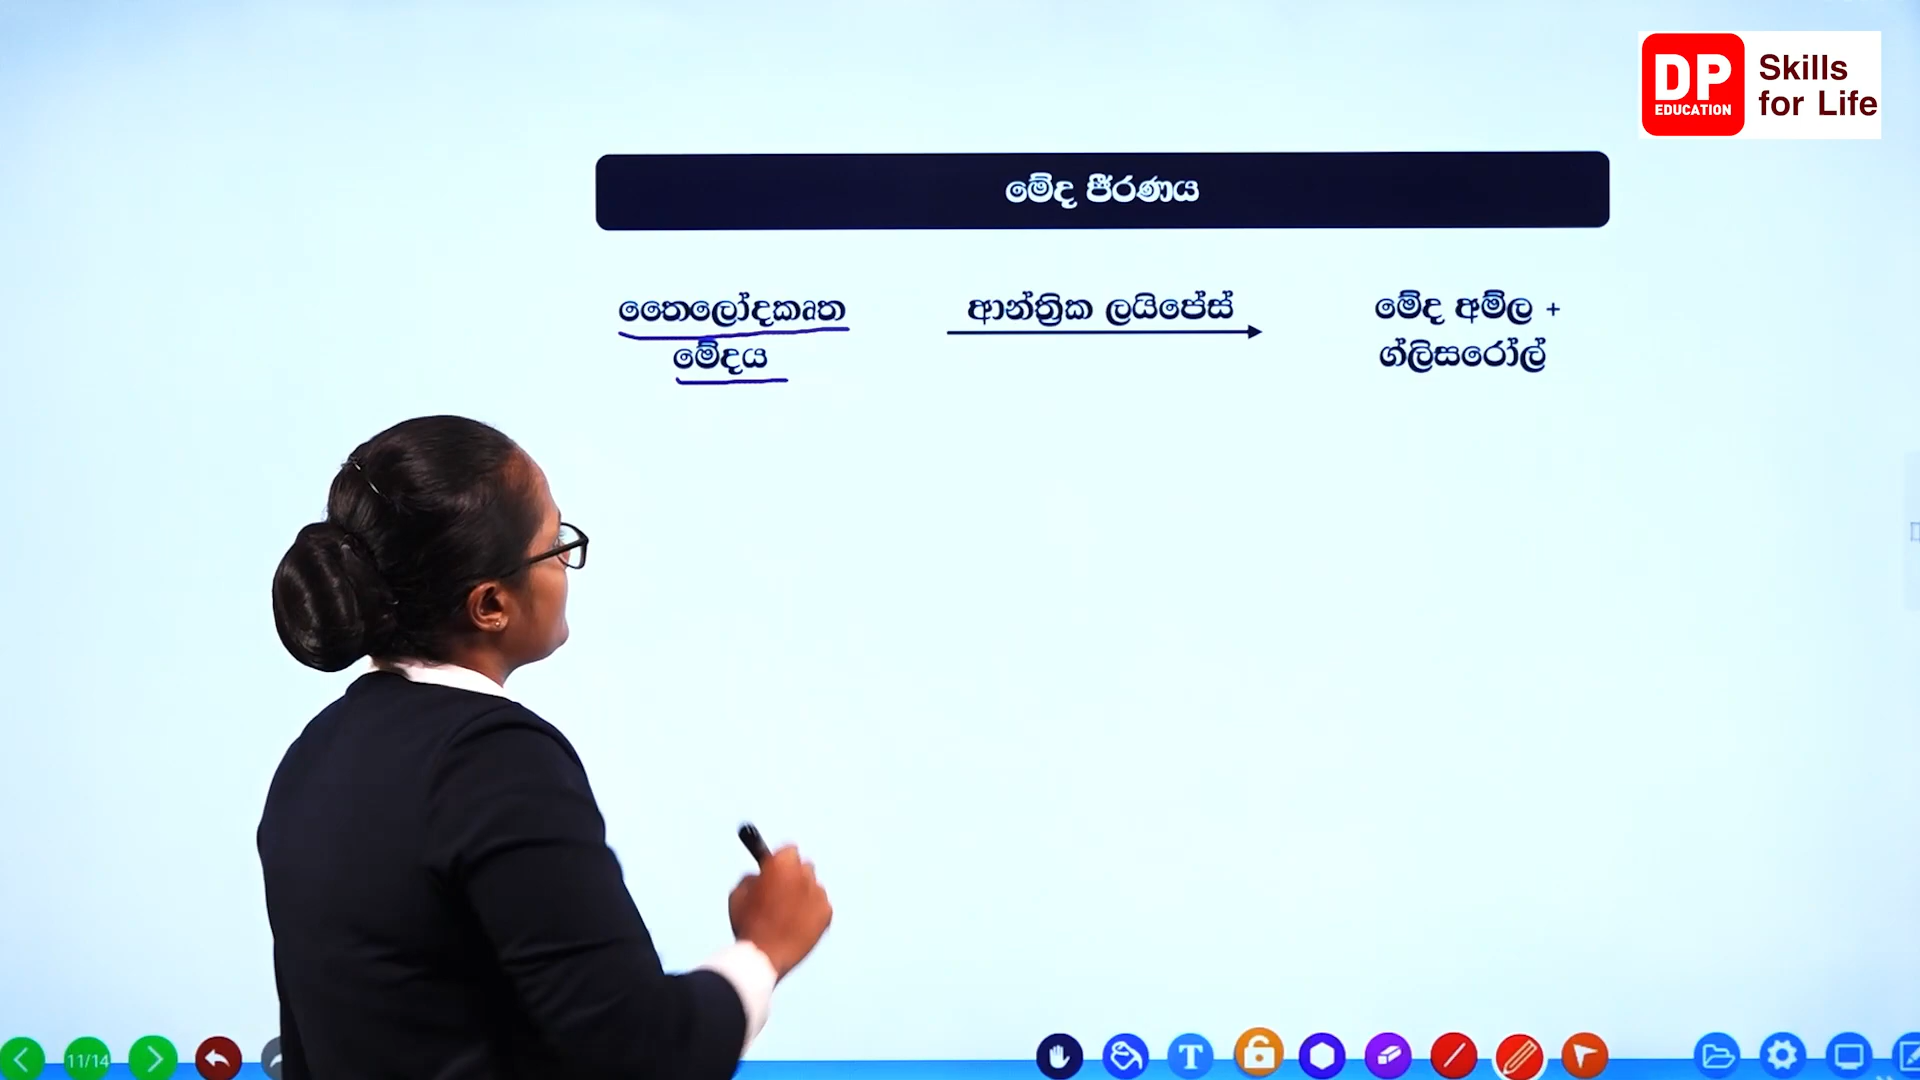 DP
EDUCATION
Skills
for Life
මේද ජීරණය
තෛලෝදකෘත
මේදය
ආන්ත්‍රික ලයිපේස්
මේද අම්ල +
ග්ලිසරෝල්
11/14
T